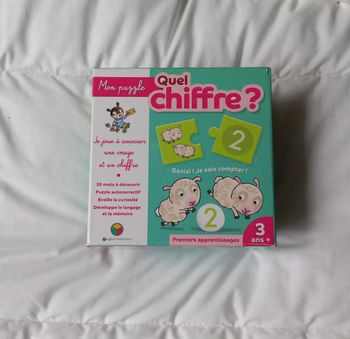 Mon puzzle
Quel
chiffre ?
Je joue à associer
une image
et un chiffre
20 mots à découvrir
Puzzle autocorrectif
Eveille la curiosité
Développe le langage
et la mémoire
2
Génial ! Je sais compter !
2
Premiers apprentissages
3
ans +